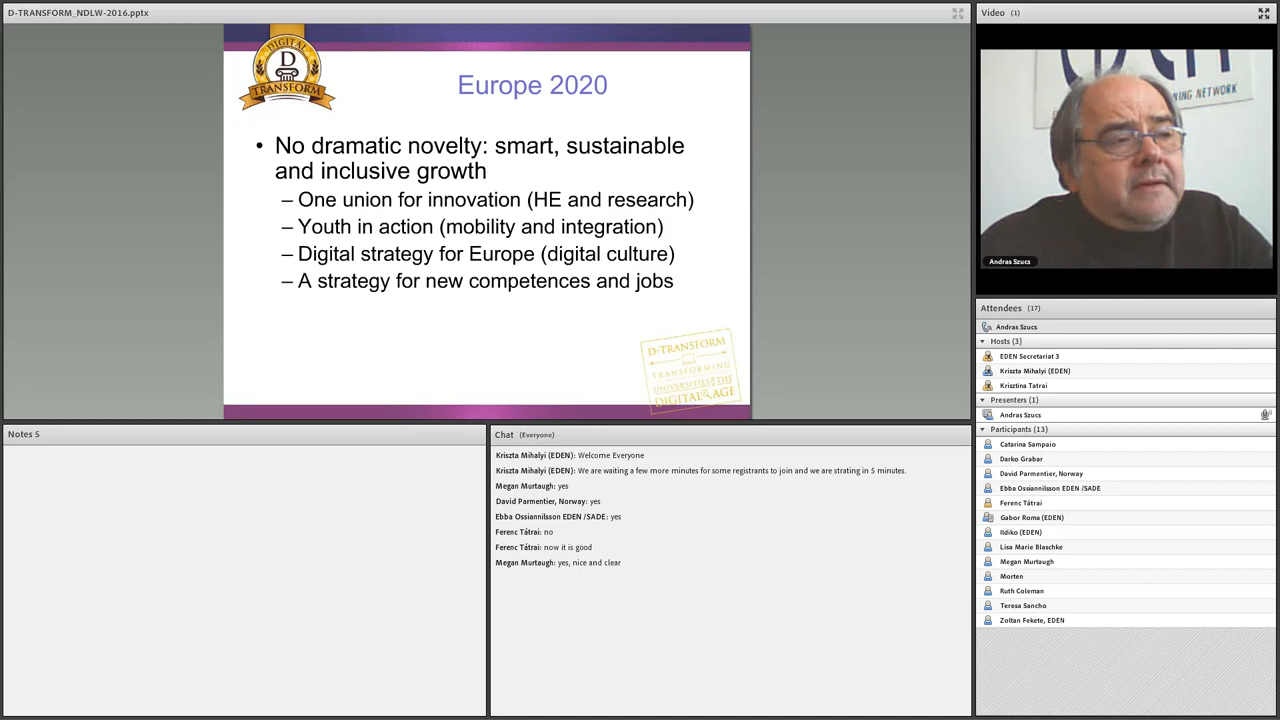 D-TRANSFORM_NDLW-2016.pptx
DIGITAL
D
TRANSFORM
Europe 2020
• No dramatic novelty: smart, sustainable
and inclusive growth
– One union for innovation (HE and research)
– Youth in action (mobility and integration)
– Digital strategy for Europe (digital culture)
– A strategy for new competences and jobs
D-TRANSFORM
TRANSFORMING
UNIVERSITIES
DIGITAL AGE
Video (1)
NING NETWORK
Andras Szucs
Attendees (17)
Andras Szucs
Hosts (3)
EDEN Secretariat 3
Kriszta Mihalyi (EDEN)
Krisztina Tatrai
Presenters (1)
Andras Szucs
Participants (13)
Catarina Sampaio
Darko Grabar
David Parmentier, Norway
Ebba Ossiannilsson EDEN /SADE
Ferenc Tátrai
Gabor Roma (EDEN)
Ildiko (EDEN)
Lisa Marie Blaschke
Megan Murtaugh
Morten
Ruth Coleman
Teresa Sancho
Zoltan Fekete, EDEN
Notes 5
Chat (Everyone)
Kriszta Mihalyi (EDEN): Welcome Everyone
Kriszta Mihalyi (EDEN): We are waiting a few more minutes for some registrants to join and we are strating in 5 minutes.
Megan Murtaugh: yes
David Parmentier, Norway: yes
Ebba Ossiannilsson EDEN /SADE: yes
Ferenc Tátrai: no
Ferenc Tátrai: now it is good
Megan Murtaugh: yes, nice and clear